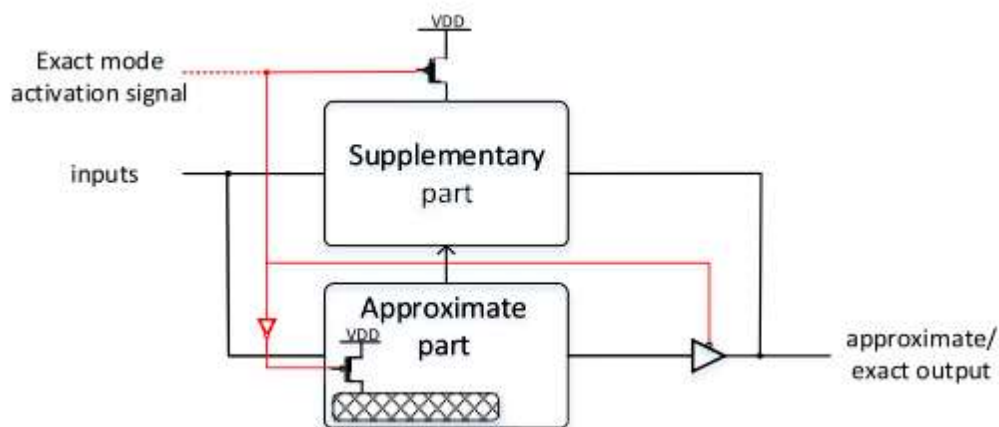 VDD
Exact mode
activation signal
Supplementary
part
inputs
Approximate
part
VDD
approximate/
exact output